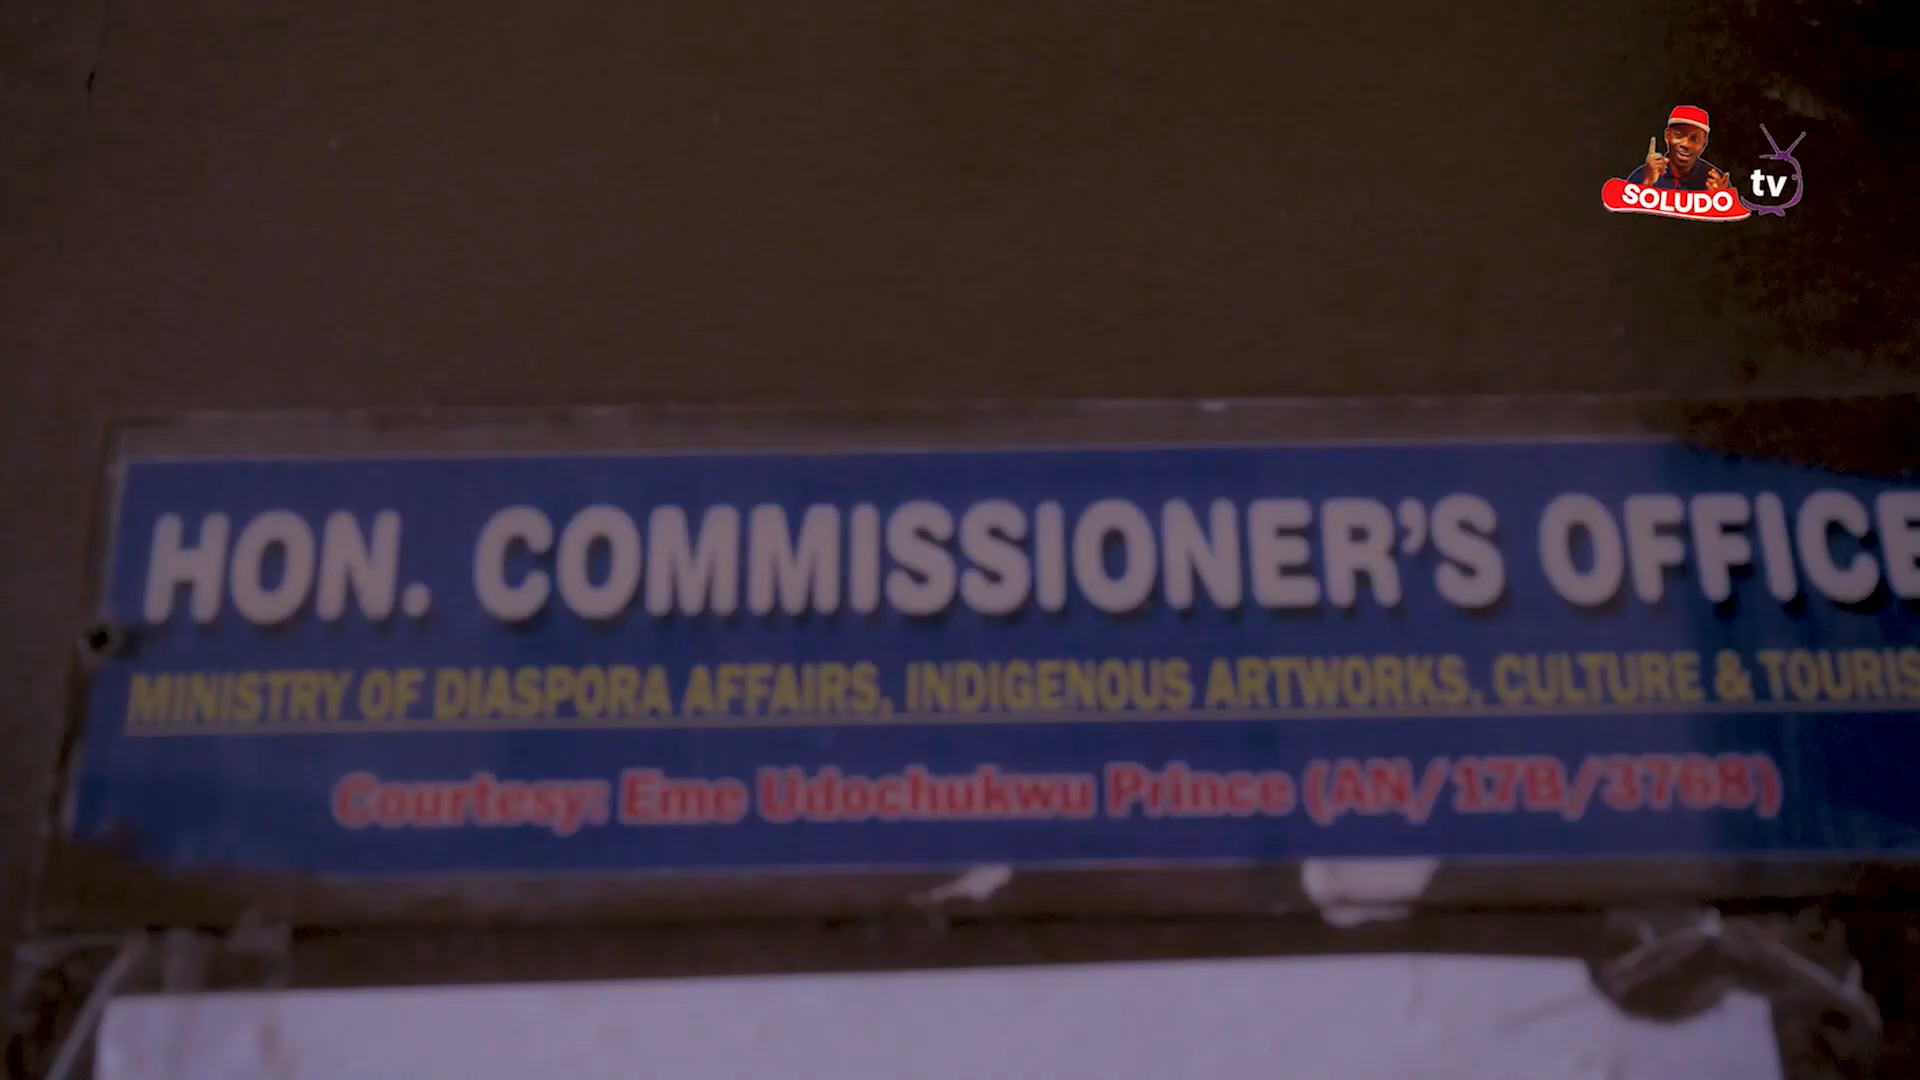 SOLUDO tv
HON. COMMISSIONER'S OFFICE
MINISTRY OF DIASPORA AFFAIRS, INDIGENOUS ARTWORKS, CULTURE & TOURIS
Courtesy: Eme Udochukwu Prince (AN/17B/3768)